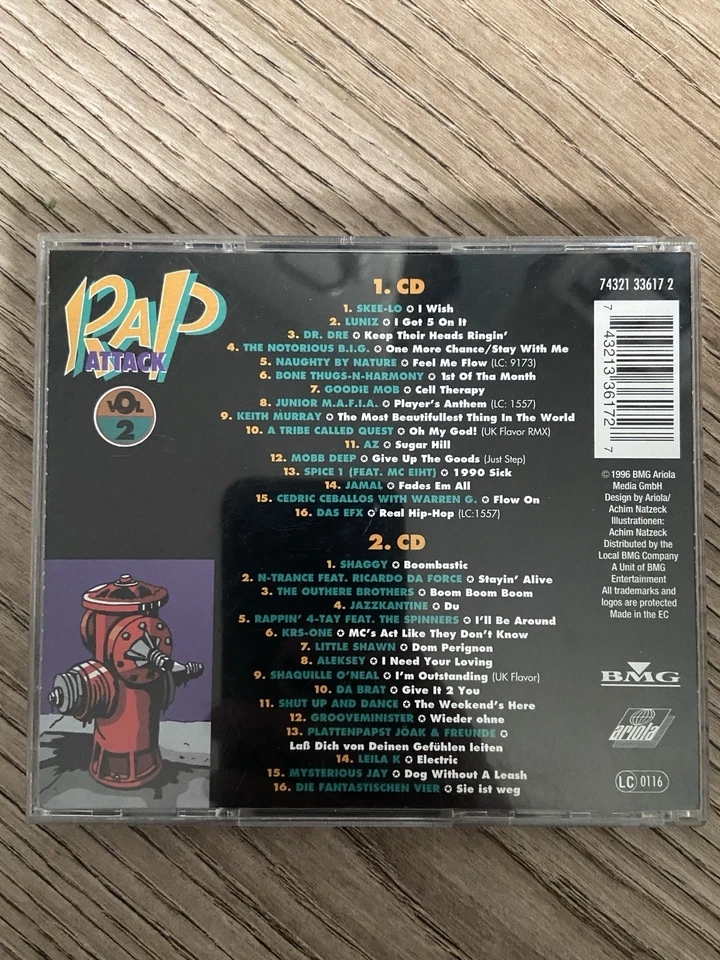 RAP
ATTACK
VOL
2
1. CD
1. SKEE-LO ✪ I Wish
2. LUNIZ ✪ I Got 5 On It
3. DR. DRE ✪ Keep Their Heads Ringin'
4. THE NOTORIOUS B.I.G. ✪ One More Chance/Stay With Me
5. NAUGHTY BY NATURE ✪ Feel Me Flow (LC: 9173)
6. BONE THUGS-N-HARMONY ✪ 1st Of Tha Month
7. GOODIE MOB ✪ Cell Therapy
8. JUNIOR M.A.F.I.A. ✪ Player's Anthem (LC: 1557)
9. KEITH MURRAY ✪ The Most Beautifullest Thing In The World
10. A TRIBE CALLED QUEST ✪ Oh My God! (UK Flavor RMX)
11. AZ ✪ Sugar Hill
12. MOBB DEEP ✪ Give Up The Goods (Just Step)
13. SPICE 1 (FEAT. MC EIHT) ✪ 1990 Sick
14. JAMAL ✪ Fades Em All
15. CEDRIC CEBALLOS WITH WARREN G. ✪ Flow On
16. DAS EFX ✪ Real Hip-Hop (LC:1557)
2. CD
1. SHAGGY ✪ Boombastic
2. N-TRANCE FEAT. RICARDO DA FORCE ✪ Stayin' Alive
3. THE OUTHERE BROTHERS ✪ Boom Boom Boom
4. JAZZKANTINE ✪ Du
5. RAPPIN' 4-TAY FEAT. THE SPINNERS ✪ I'll Be Around
6. KRS-ONE ✪ MC's Act Like They Don't Know
7. LITTLE SHAWN ✪ Dom Perignon
8. ALEKSEY ✪ I Need Your Loving
9. SHAQUILLE O'NEAL ✪ I'm Outstanding (UK Flavor)
10. DA BRAT ✪ Give It 2 You
11. SHUT UP AND DANCE ✪ The Weekend's Here
12. GROOVEMINISTER ✪ Wieder ohne
13. PLATTENPAPST JÖAK & FREUNDE ✪
Laß Dich von Deinen Gefühlen leiten
14. LEILA K ✪ Electric
15. MYSTERIOUS JAY ✪ Dog Without A Leash
16. DIE FANTASTISCHEN VIER ✪ Sie ist weg
74321 33617 2
7 43213 36172 7
© 1996 BMG Ariola
Media GmbH
Design by Ariola/
Achim Natzeck
Illustrationen:
Achim Natzeck
Distributed by the
Local BMG Company
A Unit of BMG
Entertainment
All trademarks and
logos are protected
Made in the EC
BMG
ariola
LC 0116